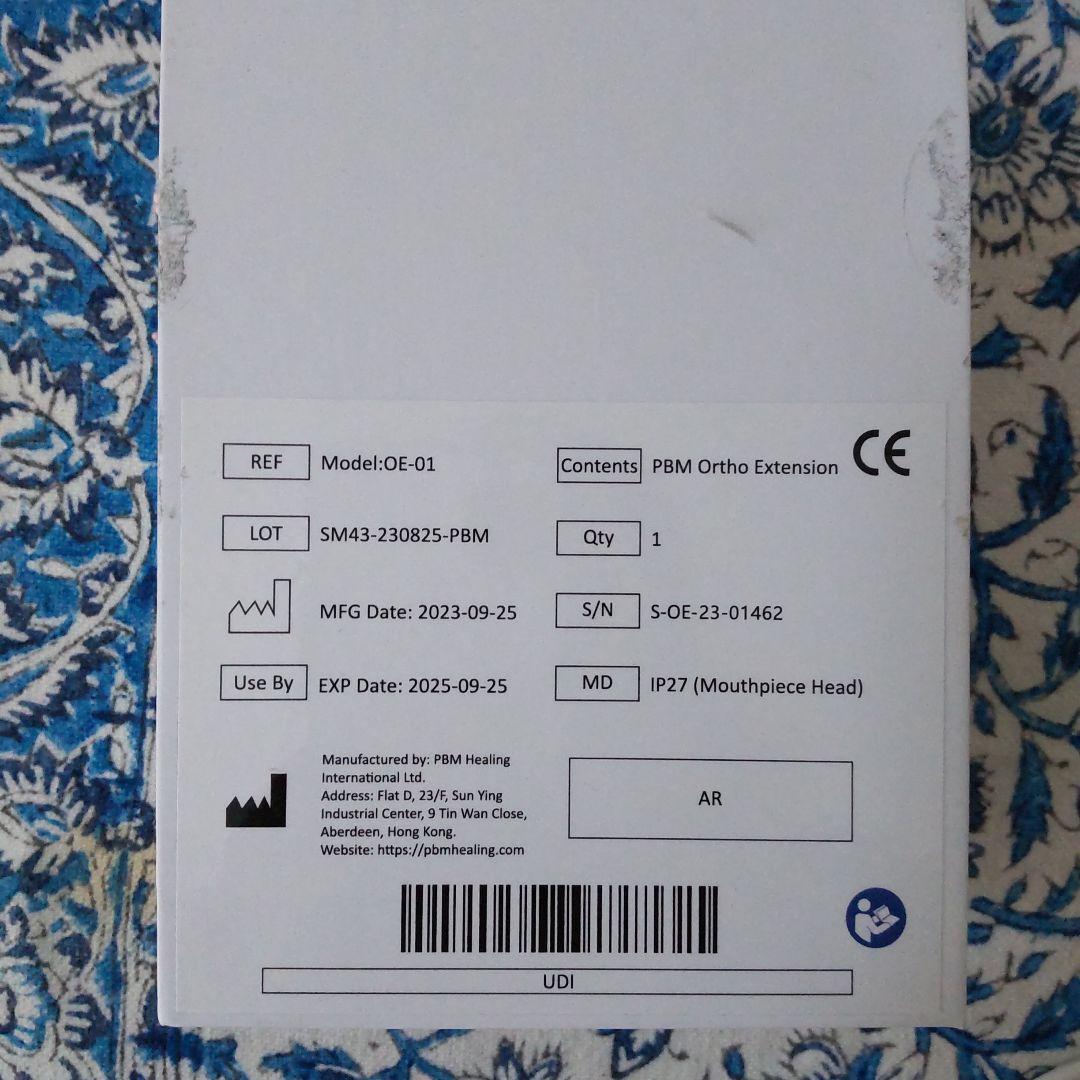 REF Model:OE-01
Contents PBM Ortho Extension CE
LOT SM43-230825-PBM
Qty 1
MFG Date: 2023-09-25
S/N S-OE-23-01462
Use By EXP Date: 2025-09-25
MD IP27 (Mouthpiece Head)
Manufactured by: PBM Healing
International Ltd.
Address: Flat D, 23/F, Sun Ying
Industrial Center, 9 Tin Wan Close,
Aberdeen, Hong Kong.
Website: https://pbmhealing.com
AR
UDI